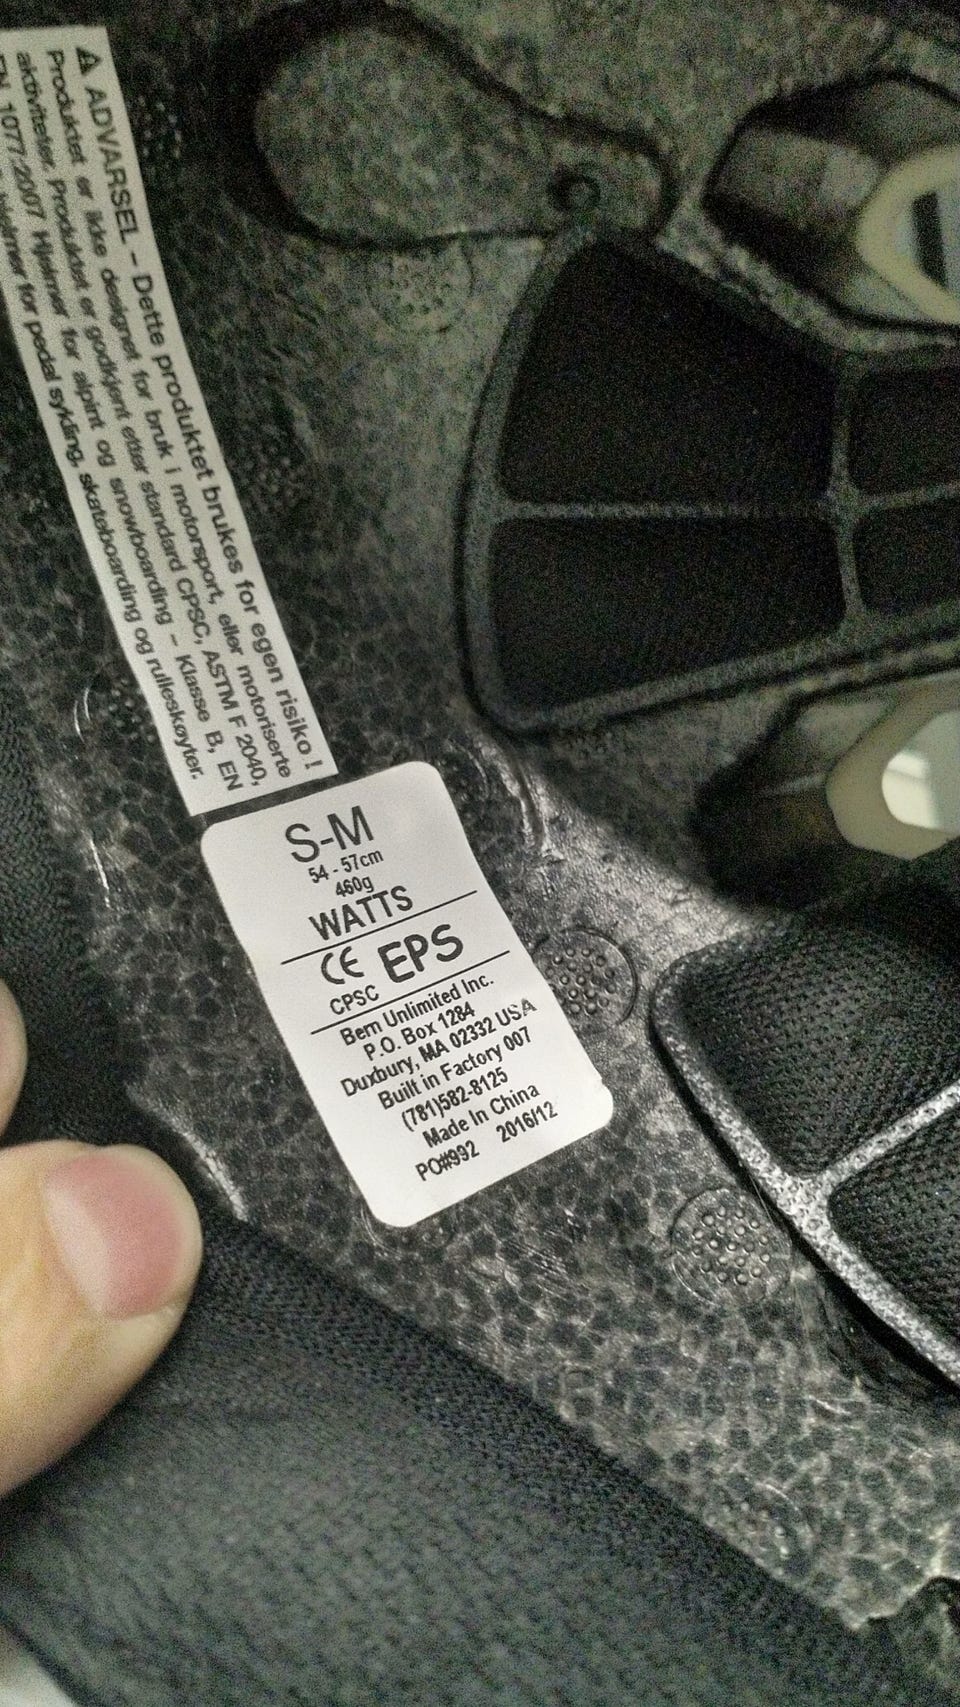 ⚠ ADVARSEL - Dette produktet brukes for egen risiko !
Produktet er ikke designet for bruk i motorsport, eller motoriserte
aktiviteter. Produktet er godkjent etter standard CPSC, ASTM F 2040,
EN 1077:2007 Hjelmer for alpint og snowboarding - Klasse B, EN
for pedal sykling, skateboarding og rulleskøyter.
S-M
54 - 57cm
460g
WATTS
CE EPS
CPSC
Bern Unlimited Inc.
P.O. Box 1284
Duxbury, MA 02332 USA
Built in Factory 007
(781)582-8125
Made In China
PO#992 2016/12